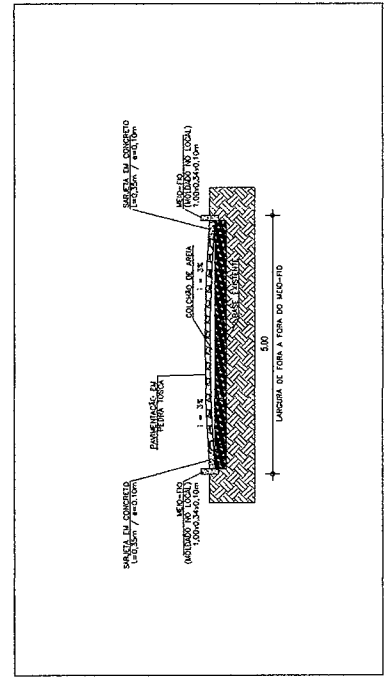 SARJETA EM CONCRETO
L=0,35m / e=0,10m
MEIO-FIO
(MOLDADO NO LOCAL)
1,00x0,34x0,10m
PAVIMENTAÇÃO EM
PEDRA TOSCA
i = 3%
COLCHÃO DE AREIA
i = 3%
SARJETA EM CONCRETO
L=0,35m / e=0,10m
MEIO-FIO
(MOLDADO NO LOCAL)
1,00x0,34x0,10m
EXISTENTE
5.00
LARGURA DE FORA A FORA DO MEIO-FIO